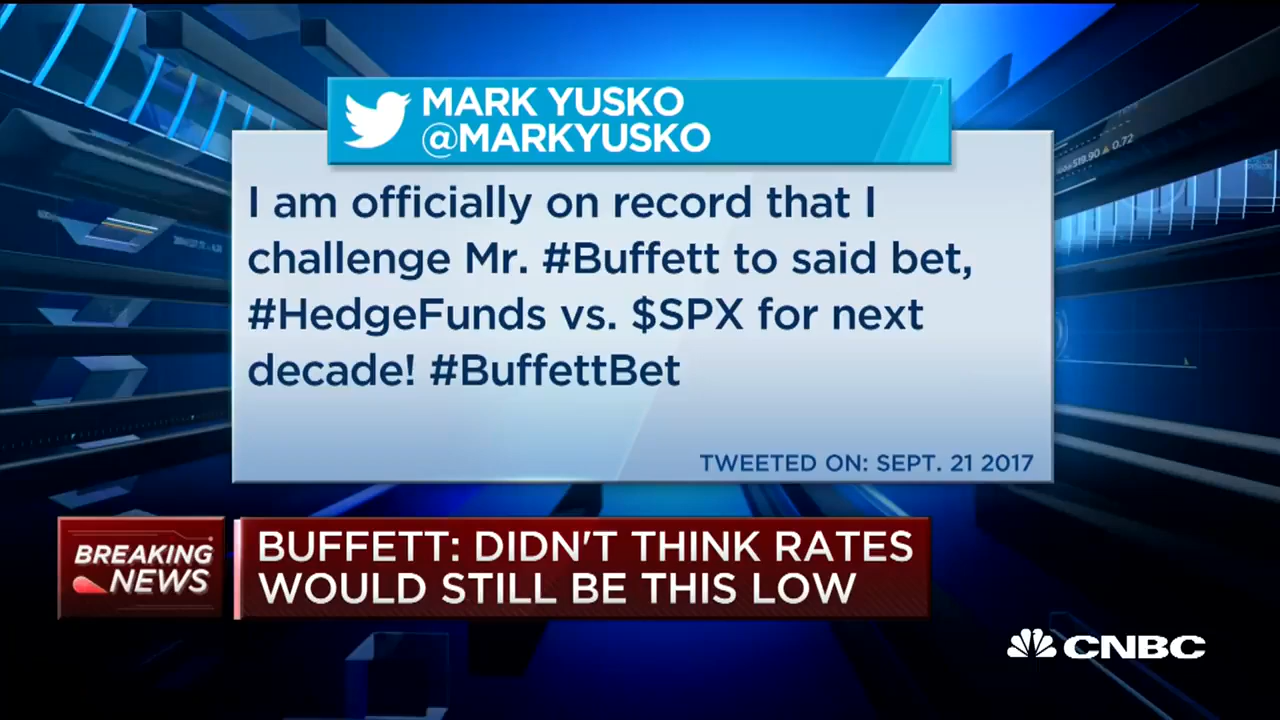 MARK YUSKO
@MARKYUSKO
I am officially on record that I
challenge Mr. #Buffett to said bet,
#HedgeFunds vs. $SPX for next
decade! #BuffettBet
TWEETED ON: SEPT. 21 2017
BREAKING
NEWS
BUFFETT: DIDN'T THINK RATES
WOULD STILL BE THIS LOW
CNBC